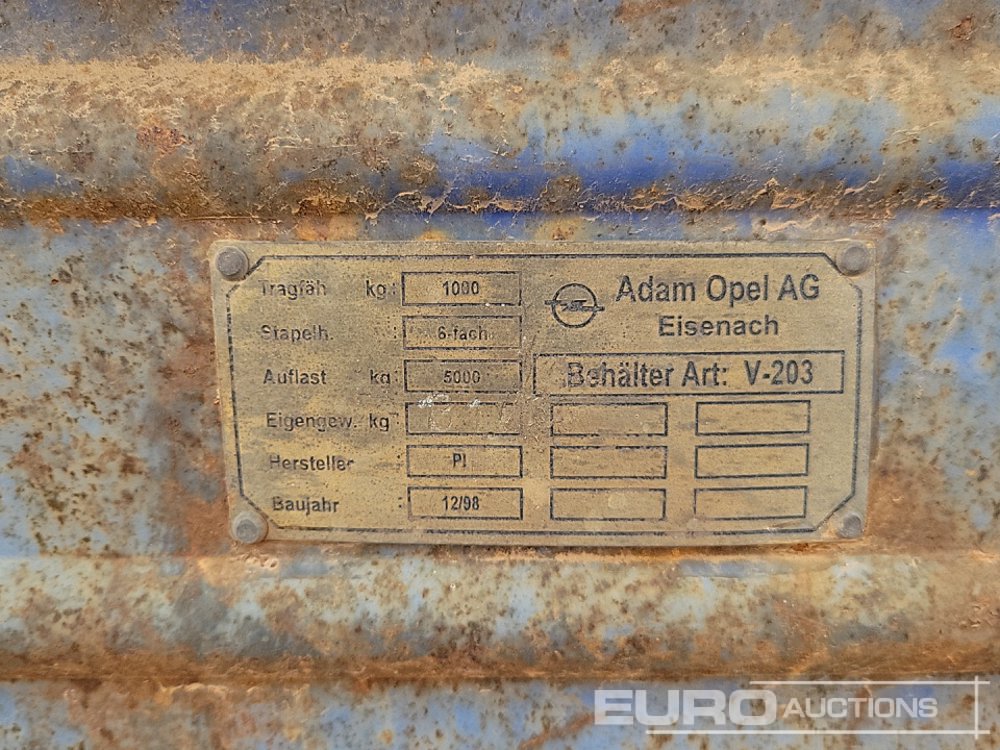 Adam Opel AG
Eisenach
Behälter Art: V-203
Tragfäh kg: 1000
Stapelh. 6-fach
Auflast kg: 5000
Eigengew. kg:
Hersteller PI
Baujahr 12/98
EURO AUCTIONS